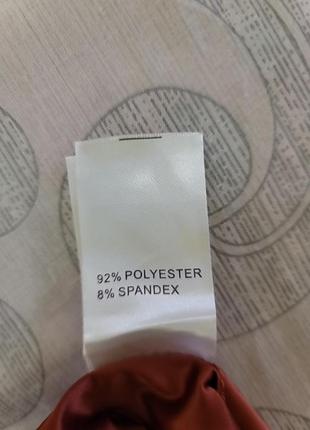 92% POLYESTER
8% SPANDEX